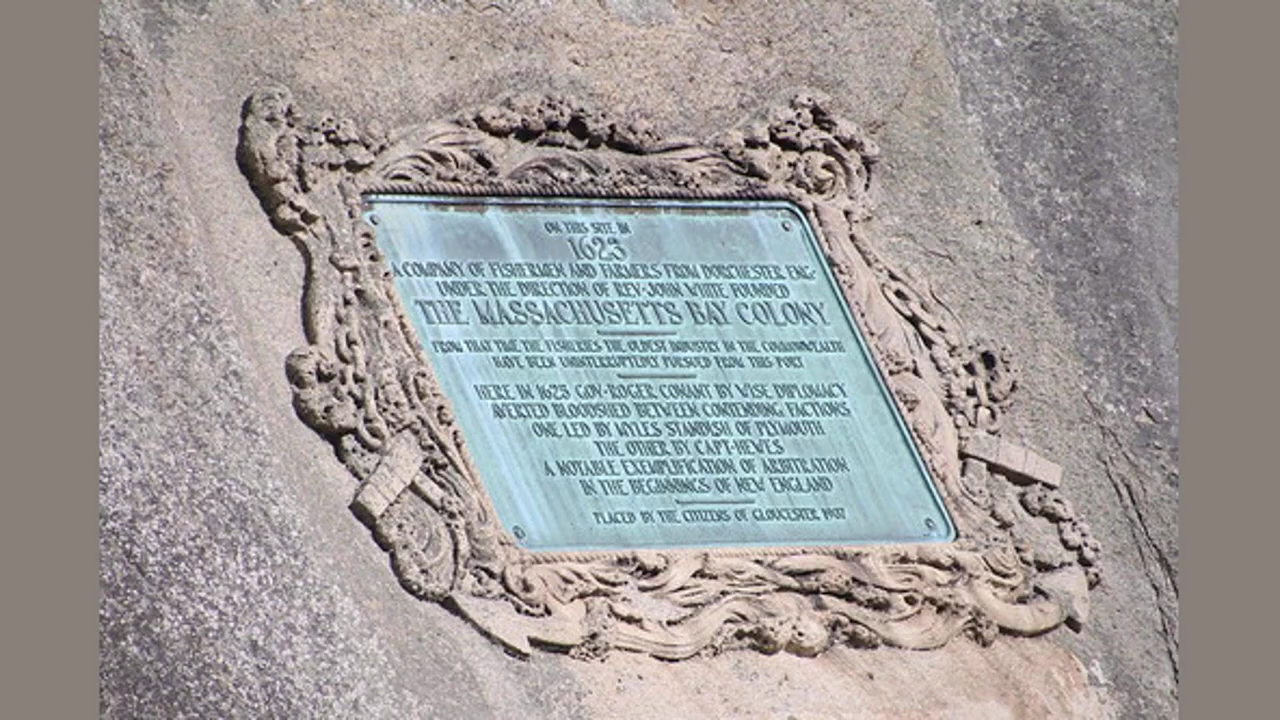 ON THIS SITE IN
1623
A COMPANY OF FISHERMEN AND FARMERS FROM DORCHESTER ENG·
UNDER THE DIRECTION OF REV·JOHN WHITE FOUNDED
THE MASSACHUSETTS BAY COLONY
FROM THAT TIME THE FISHERIES THE OLDEST INDUSTRY IN THE COMMONWEALTH
HAVE BEEN UNINTERRUPTEDLY PURSUED FROM THIS PORT
HERE IN 1625 GOV·ROGER CONANT BY WISE DIPLOMACY
AVERTED BLOODSHED BETWEEN CONTENDING FACTIONS
ONE LED BY MYLES STANDISH OF PLYMOUTH
THE OTHER BY CAPT·HEWES
A NOTABLE EXEMPLIFICATION OF ARBITRATION
IN THE BEGINNINGS OF NEW ENGLAND
PLACED BY THE CITIZENS OF GLOUCESTER 1907